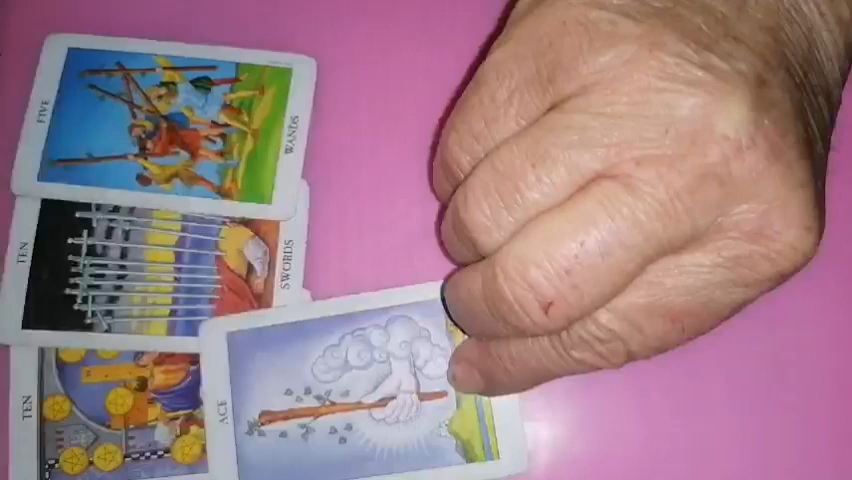 FIVE
WANDS
TEN
SWORDS
TEN
ACE